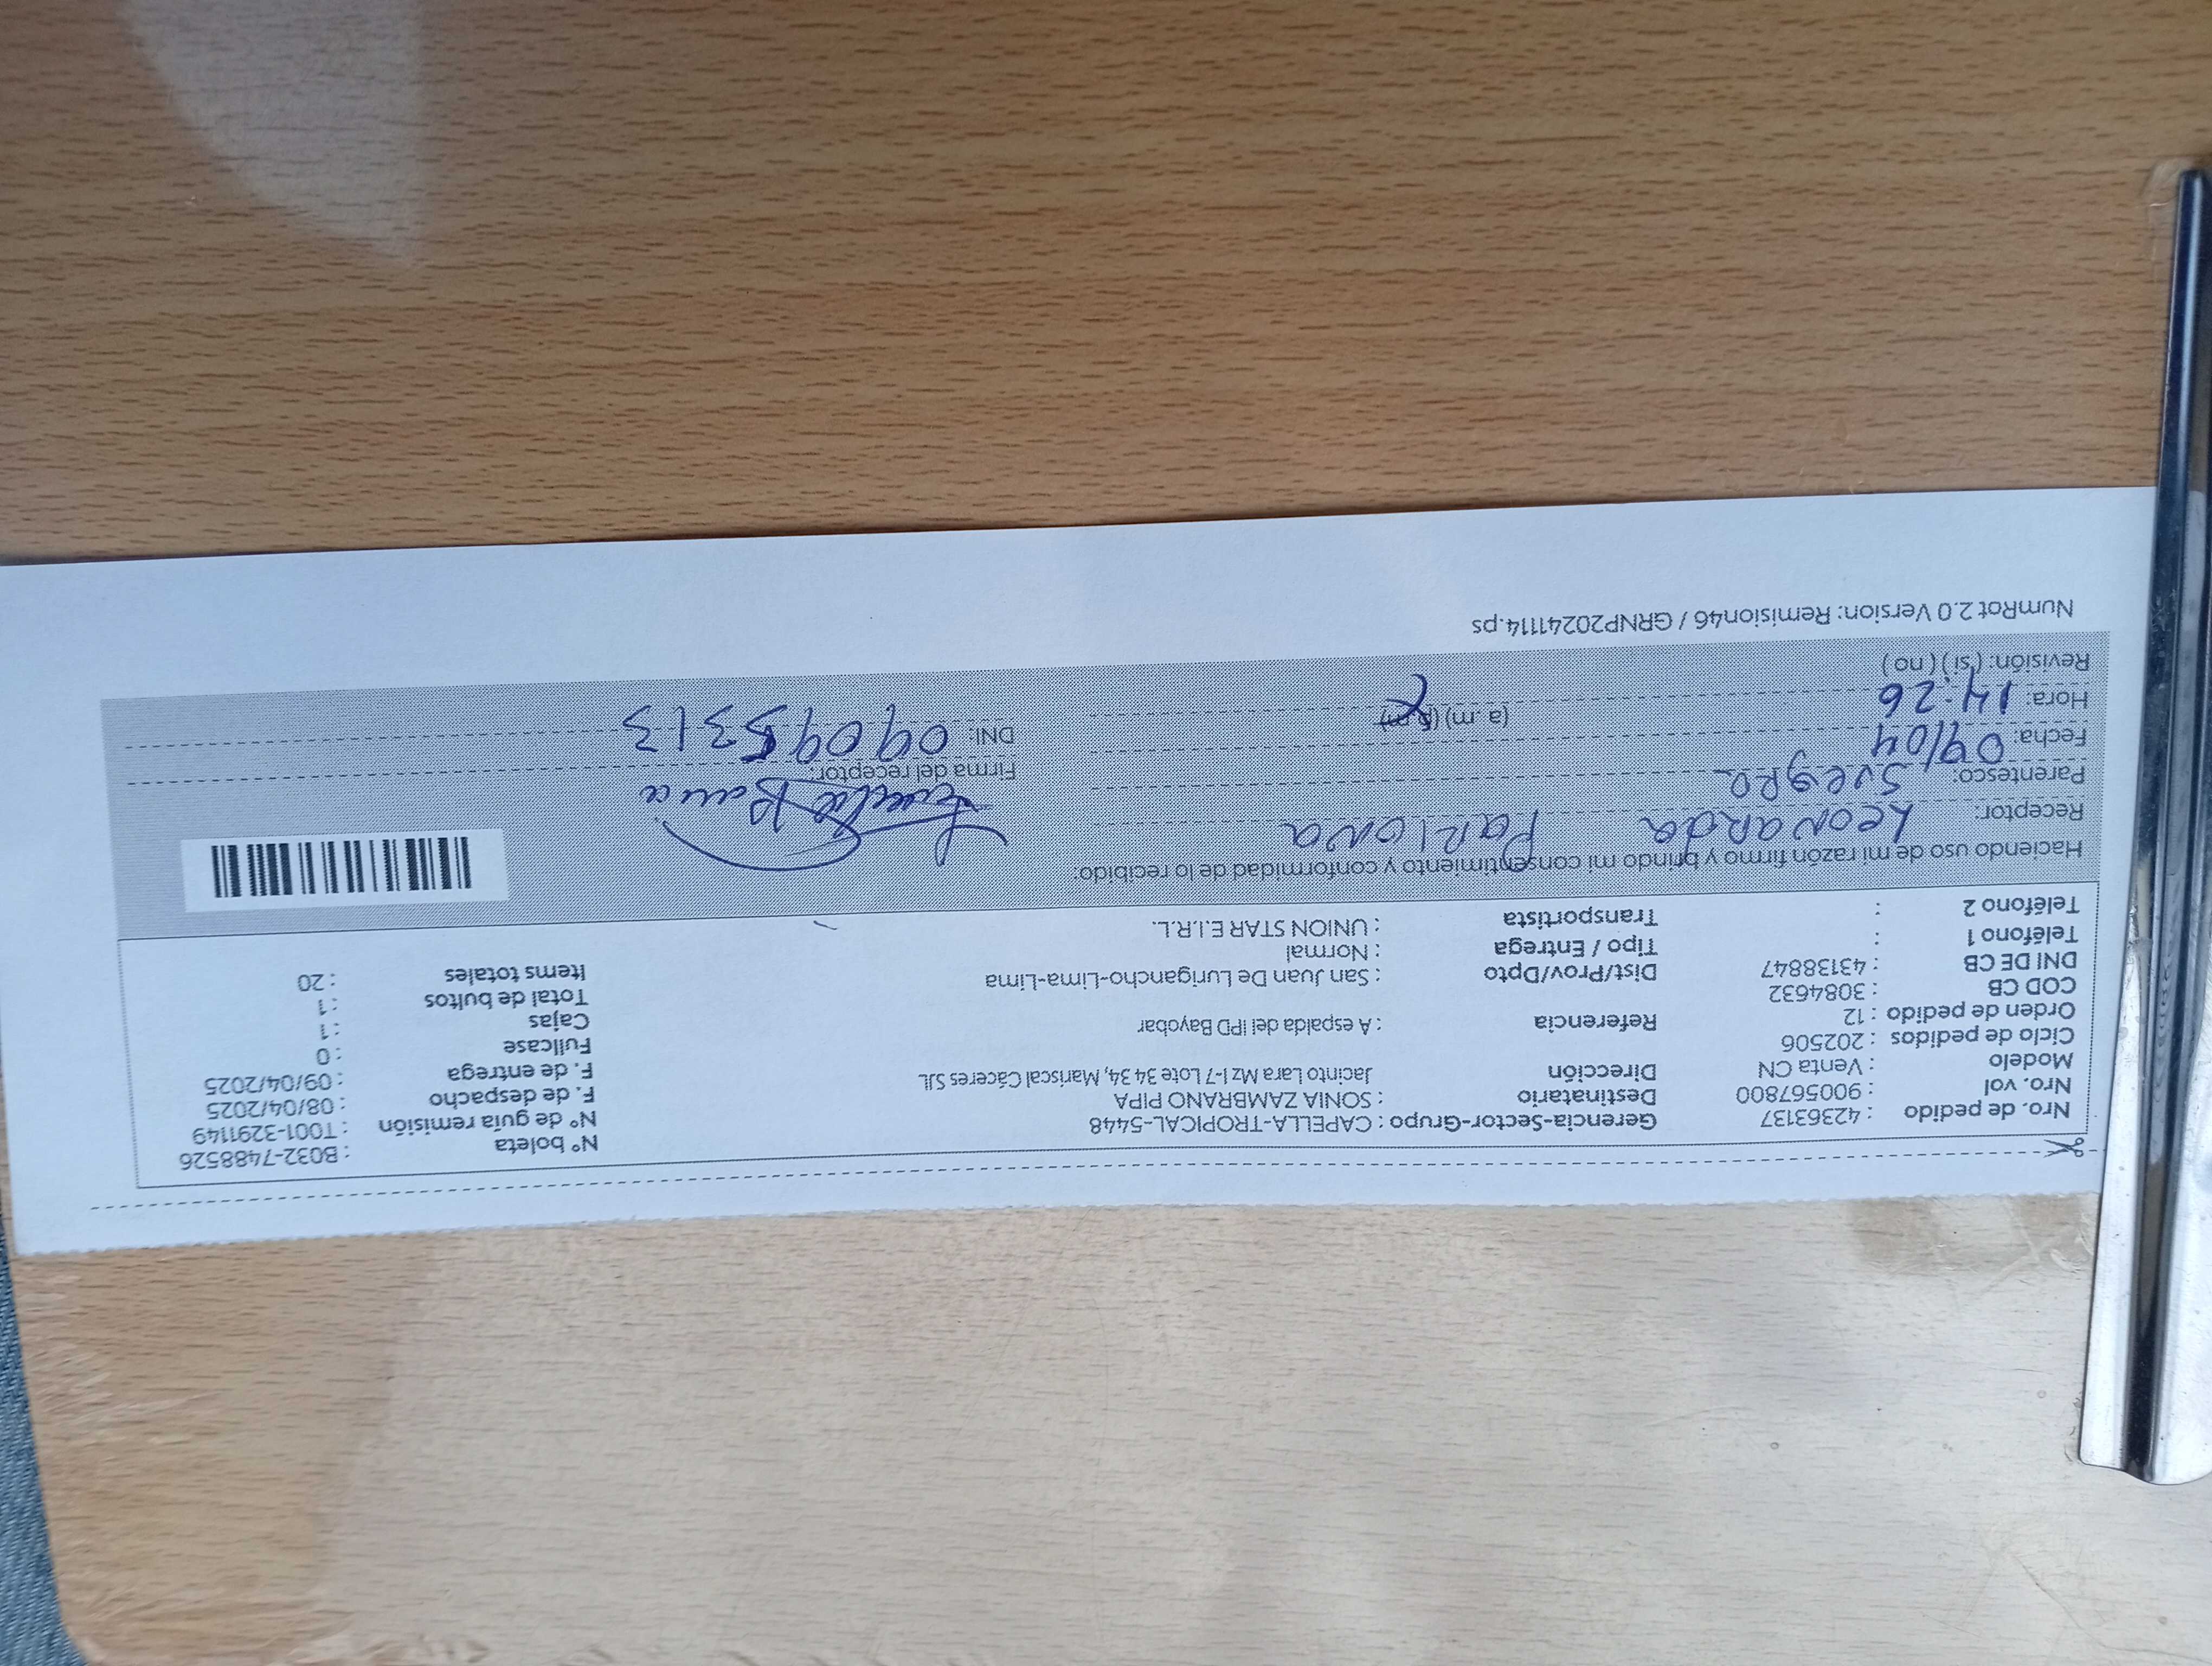 Nro. de pedido : 42363137 Gerencia-Sector-Grupo : CAPELLA-TROPICAL-5448 N° boleta : B032-7488526
Nro. vol : 900567800 Destinatario : SONIA ZAMBRANO PIPA N° de guía remisión : T001-3291149
Modelo : Venta CN Dirección Jacinto Lara Mz I-7 Lote 34 34, Mariscal Cáceres SJL F. de despacho : 08/04/2025
Ciclo de pedidos : 202506 F. de entrega : 09/04/2025
Orden de pedido : 12 Referencia : A espalda del IPD Bayobar Fullcase : 0
COD CB : 3084632 Cajas : 1
DNI DE CB : 43138847 Dist/Prov/Dpto : San Juan De Lurigancho-Lima-Lima Total de bultos : 1
Teléfono 1 : Tipo / Entrega : Normal Items totales : 20
Teléfono 2 : Transportista : UNION STAR E.I.R.L.
Haciendo uso de mi razón firmo y brindo mi consentimiento y conformidad de lo recibido:
Receptor: Leonarda Pariona
Parentesco: Suegra Firma del receptor:
Fecha: 09/04 DNI: 09095313
Hora: 14:26 (a. m) (p.m)
Revisión: (si) (no)
NumRot 2.0 Version: Remision46 / GRNP20241114.ps